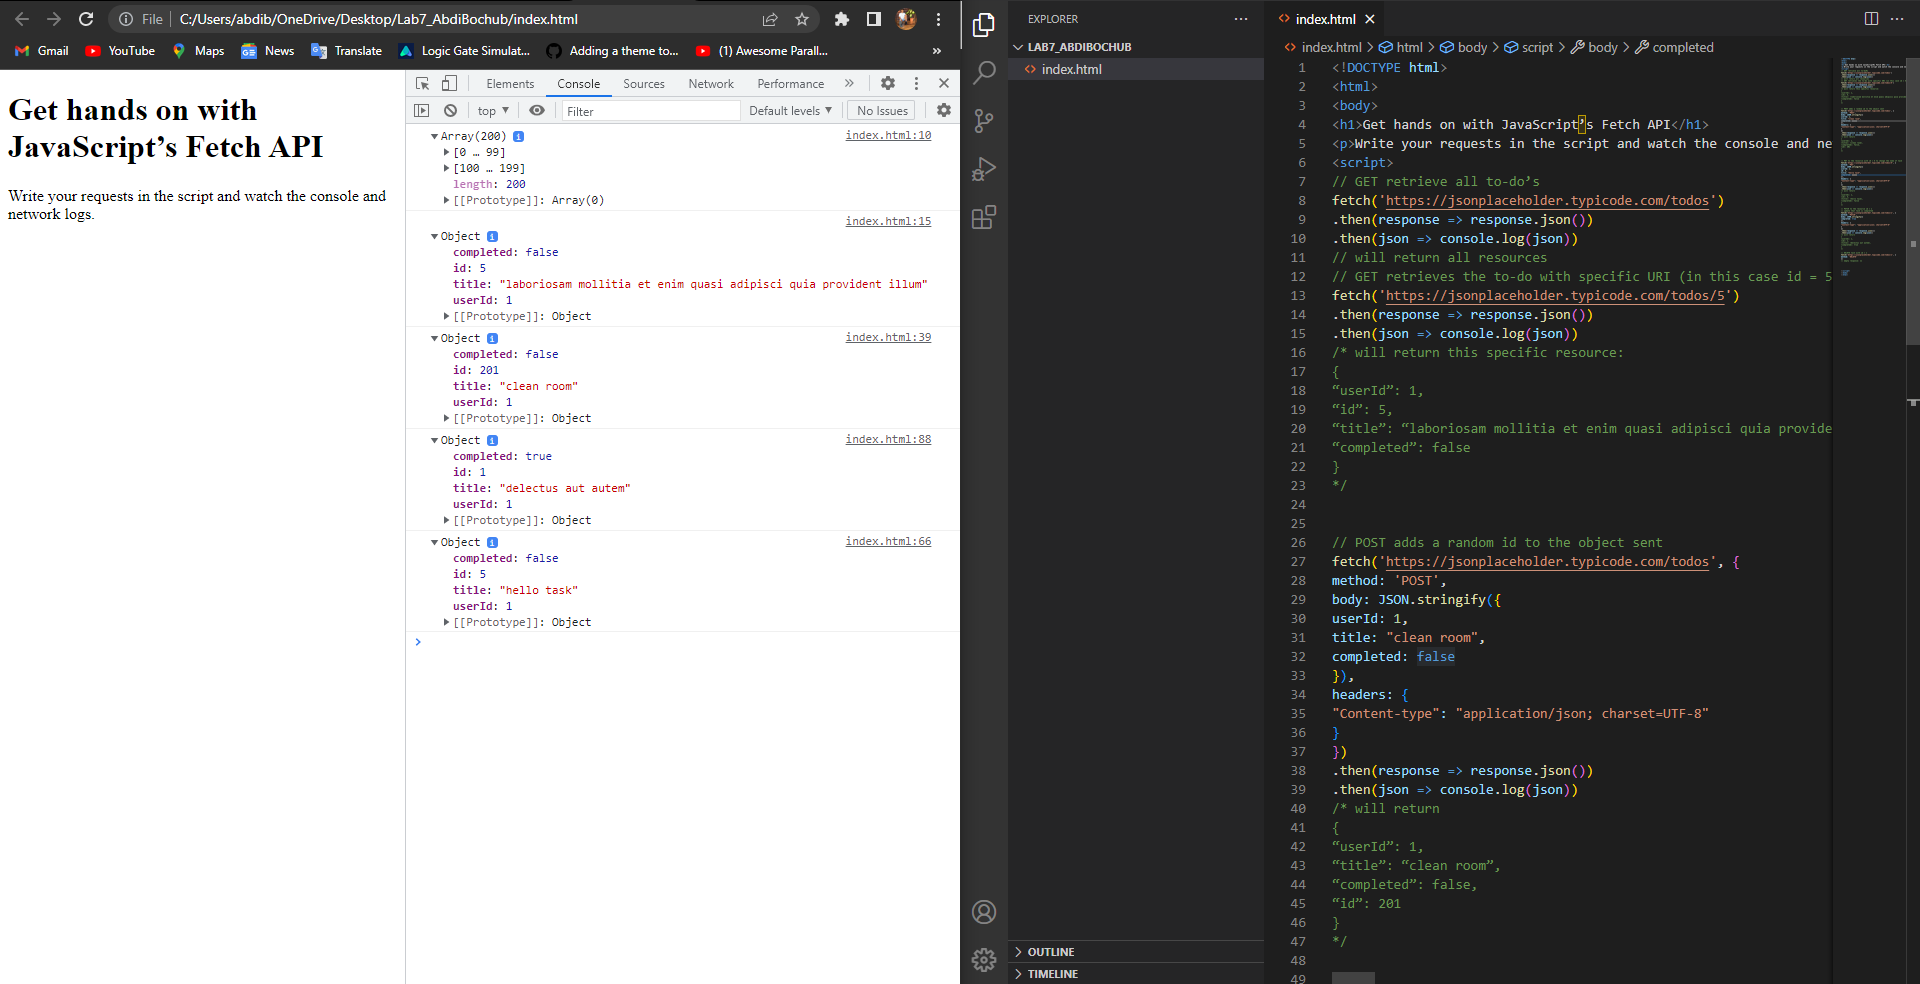 File
C:/Users/abdib/OneDrive/Desktop/Lab7_AbdiBochub/index.html
Gmail
YouTube
Maps
News
Translate
Logic Gate Simulat...
Adding a theme to...
(1) Awesome Parall...
»
Get hands on with
JavaScript’s Fetch API
Write your requests in the script and watch the console and
network logs.
Elements
Console
Sources
Network
Performance
»
top
Filter
Default levels
No Issues
Array(200)
index.html:10
[0 … 99]
[100 … 199]
length: 200
[[Prototype]]: Array(0)
index.html:15
Object
completed: false
id: 5
title: "laboriosam mollitia et enim quasi adipisci quia provident illum"
userId: 1
[[Prototype]]: Object
Object
index.html:39
completed: false
id: 201
title: "clean room"
userId: 1
[[Prototype]]: Object
Object
index.html:88
completed: true
id: 1
title: "delectus aut autem"
userId: 1
[[Prototype]]: Object
Object
index.html:66
completed: false
id: 5
title: "hello task"
userId: 1
[[Prototype]]: Object
EXPLORER
LAB7_ABDIBOCHUB
index.html
OUTLINE
TIMELINE
index.html
index.html > html > body > script > body > completed
1 <!DOCTYPE html>
2 <html>
3 <body>
4 <h1>Get hands on with JavaScript’s Fetch API</h1>
5 <p>Write your requests in the script and watch the console and ne
6 <script>
7 // GET retrieve all to-do’s
8 fetch('https://jsonplaceholder.typicode.com/todos')
9 .then(response => response.json())
10 .then(json => console.log(json))
11 // will return all resources
12 // GET retrieves the to-do with specific URI (in this case id = 5
13 fetch('https://jsonplaceholder.typicode.com/todos/5')
14 .then(response => response.json())
15 .then(json => console.log(json))
16 /* will return this specific resource:
17 {
18 “userId”: 1,
19 “id”: 5,
20 “title”: “laboriosam mollitia et enim quasi adipisci quia provide
21 “completed”: false
22 }
23 */
24
25
26 // POST adds a random id to the object sent
27 fetch('https://jsonplaceholder.typicode.com/todos', {
28 method: 'POST',
29 body: JSON.stringify({
30 userId: 1,
31 title: "clean room",
32 completed: false
33 }),
34 headers: {
35 "Content-type": "application/json; charset=UTF-8"
36 }
37 })
38 .then(response => response.json())
39 .then(json => console.log(json))
40 /* will return
41 {
42 “userId”: 1,
43 “title”: “clean room”,
44 “completed”: false,
45 “id”: 201
46 }
47 */
48
49